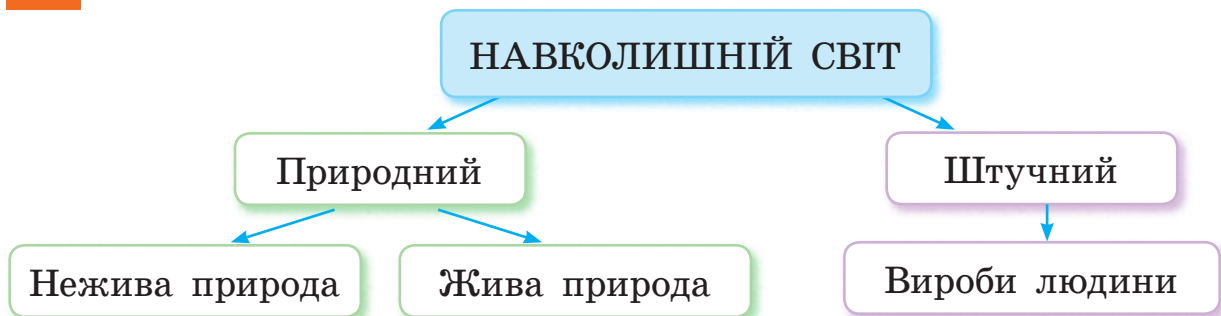 НАВКОЛИШНІЙ СВІТ
Природний
Штучний
Нежива природа
Жива природа
Вироби людини